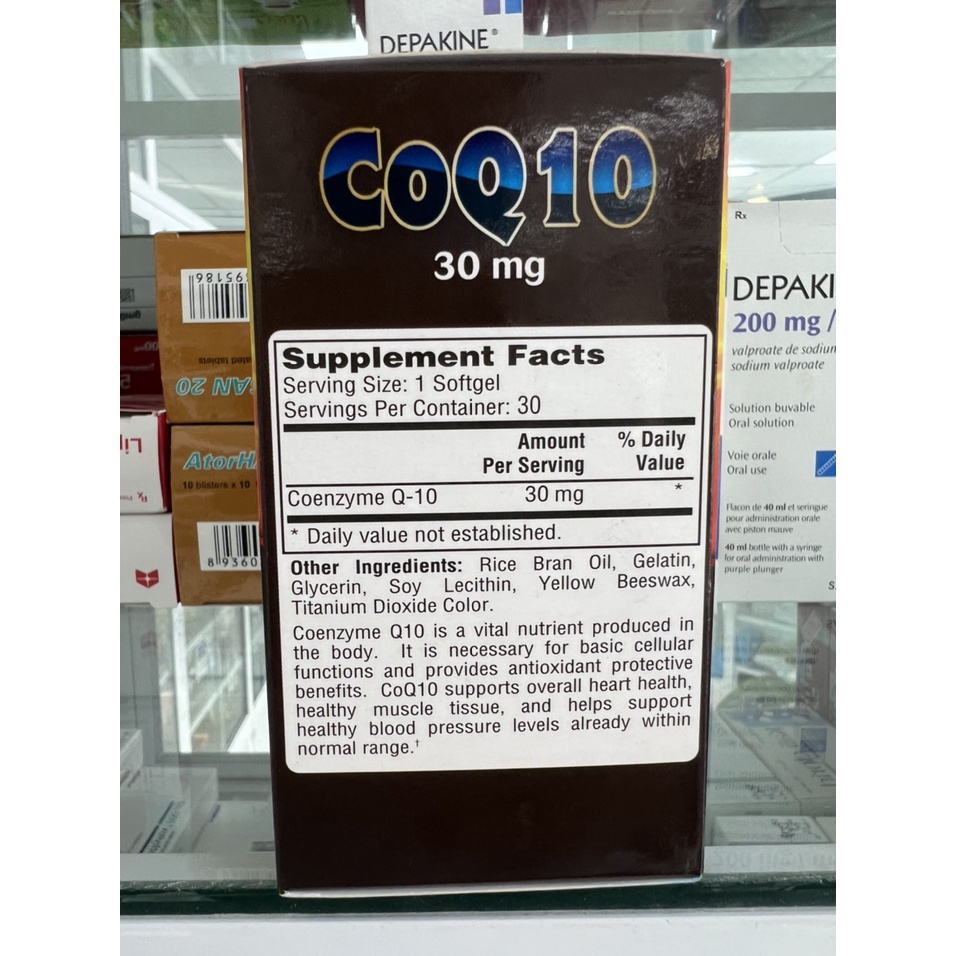 DEPAKINE®
CoQ10
30 mg
Supplement Facts
Serving Size: 1 Softgel
Servings Per Container: 30
Amount Per Serving
% Daily Value
Coenzyme Q-10 30 mg *
* Daily value not established.
Other Ingredients: Rice Bran Oil, Gelatin,
Glycerin, Soy Lecithin, Yellow Beeswax,
Titanium Dioxide Color.
Coenzyme Q10 is a vital nutrient produced in
the body. It is necessary for basic cellular
functions and provides antioxidant protective
benefits. CoQ10 supports overall heart health,
healthy muscle tissue, and helps support
healthy blood pressure levels already within
normal range.†
Rx
DEPAKI
200 mg /
valproate de sodium
sodium valproate
Solution buvable
Oral solution
Voie orale
Oral use
Flacon de 40 ml et seringue
pour administration orale
avec piston mauve
40 ml bottle with a syringe
for oral administration with
purple plunger
AtorH
10 blisters x 10
8 9360